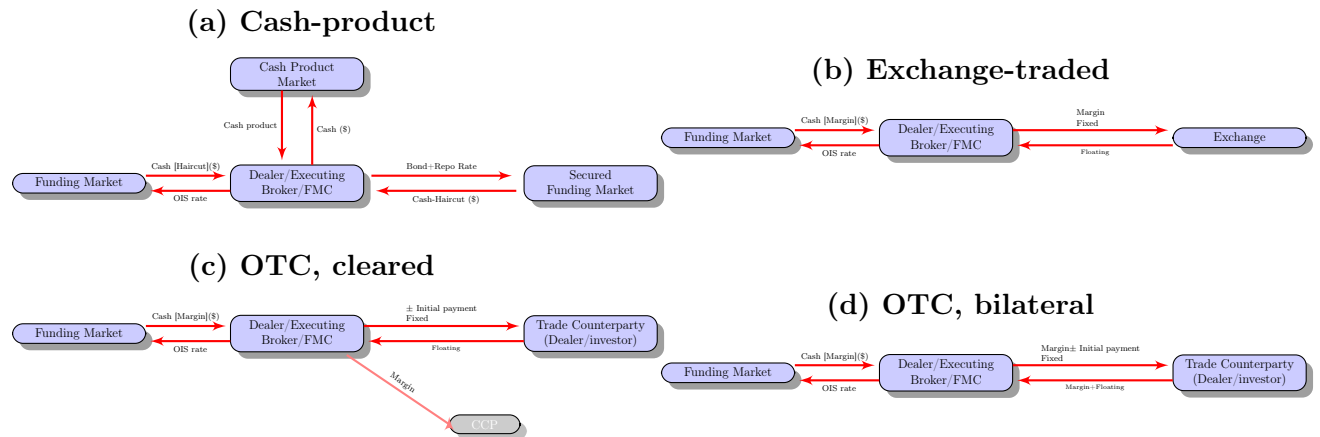 (a) Cash-product
Cash Product
Market
Cash product
Cash ($)
Funding Market
Cash [Haircut]($)
OIS rate
Dealer/Executing
Broker/FMC
Bond+Repo Rate
Cash-Haircut ($)
Secured
Funding Market
(b) Exchange-traded
Funding Market
Cash [Margin]($)
OIS rate
Dealer/Executing
Broker/FMC
Margin
Fixed
Floating
Exchange
(c) OTC, cleared
Funding Market
Cash [Margin]($)
OIS rate
Dealer/Executing
Broker/FMC
± Initial payment
Fixed
Floating
Trade Counterparty
(Dealer/investor)
Margin
CCP
(d) OTC, bilateral
Funding Market
Cash [Margin]($)
OIS rate
Dealer/Executing
Broker/FMC
Margin± Initial payment
Fixed
Margin+Floating
Trade Counterparty
(Dealer/investor)